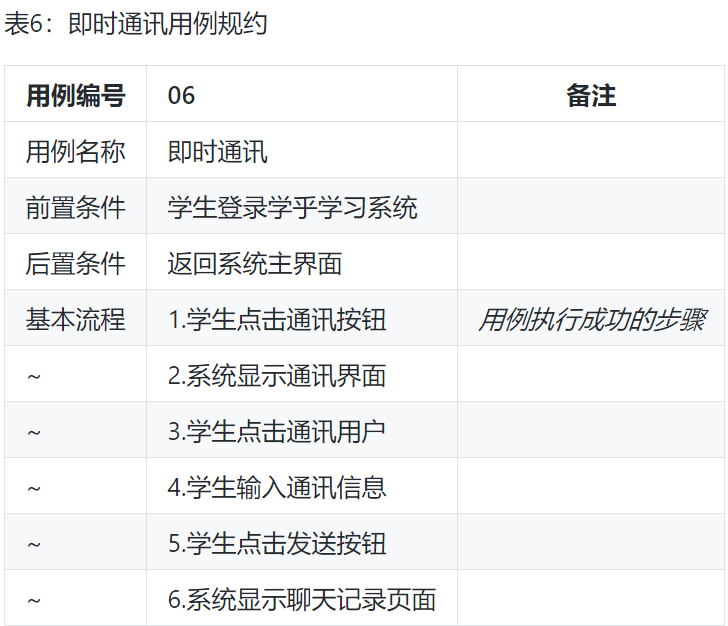 表6：即时通讯用例规约
用例编号 06 备注
用例名称 即时通讯
前置条件 学生登录学乎学习系统
后置条件 返回系统主界面
基本流程 1.学生点击通讯按钮 用例执行成功的步骤
~ 2.系统显示通讯界面
~ 3.学生点击通讯用户
~ 4.学生输入通讯信息
~ 5.学生点击发送按钮
~ 6.系统显示聊天记录页面